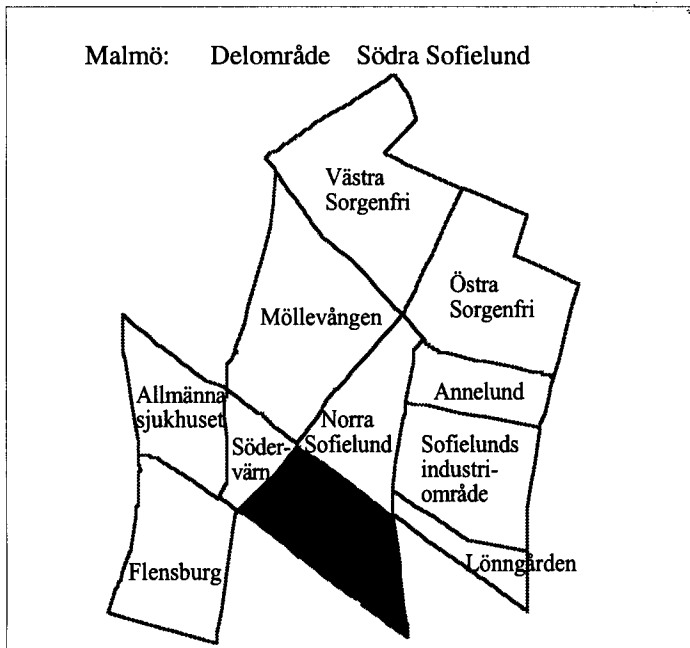 Malmö: Delområde Södra Sofielund
Västra
Sorgenfri
Östra
Sorgenfri
Möllevången
Allmänna
sjukhuset
Söder-
värn
Norra
Sofielund
Annelund
Sofielunds
industri-
område
Flensburg
Lönngården